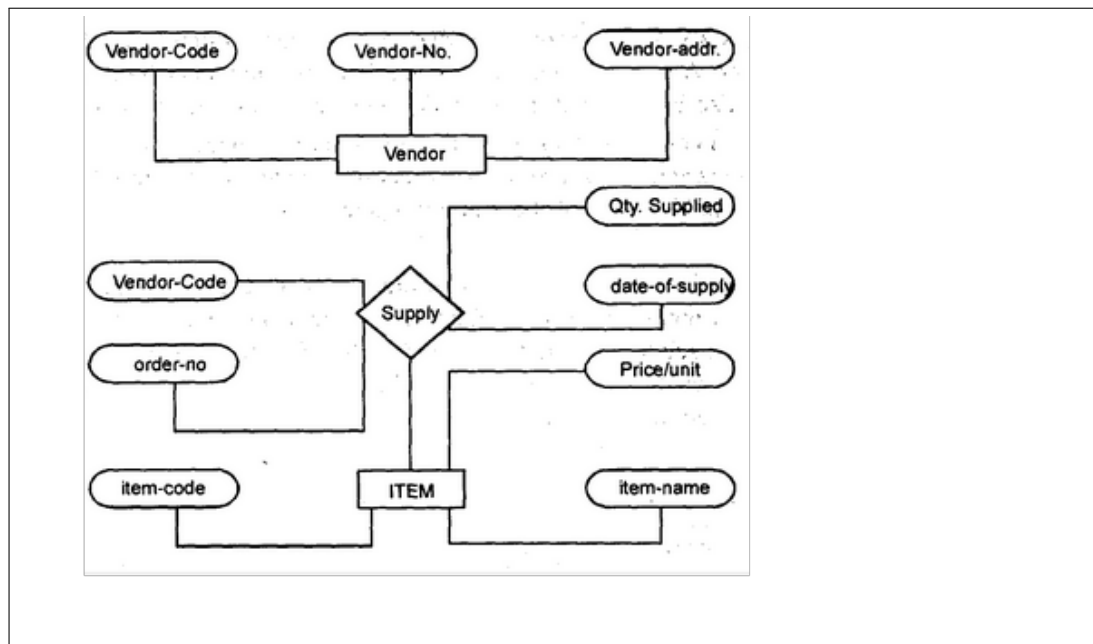 Vendor-Code
Vendor-No.
Vendor-addr.
Vendor
Qty. Supplied
Vendor-Code
Supply
date-of-supply
order-no
Price/unit
item-code
ITEM
item-name